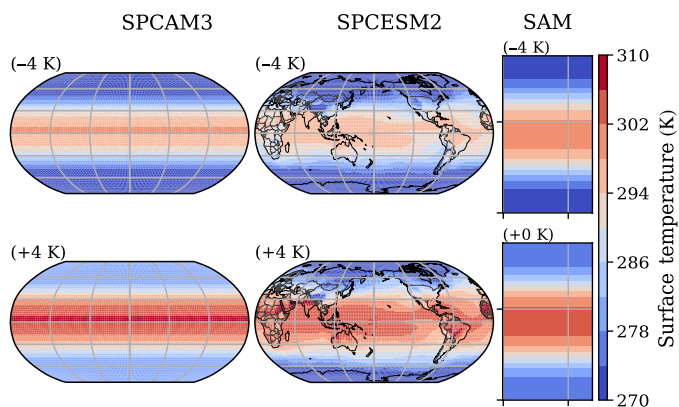 SPCAM3 SPCESM2 SAM
(−4 K) (−4 K) (−4 K)
(+4 K) (+4 K) (+0 K)
310
302
294
286
278
270
Surface temperature (K)